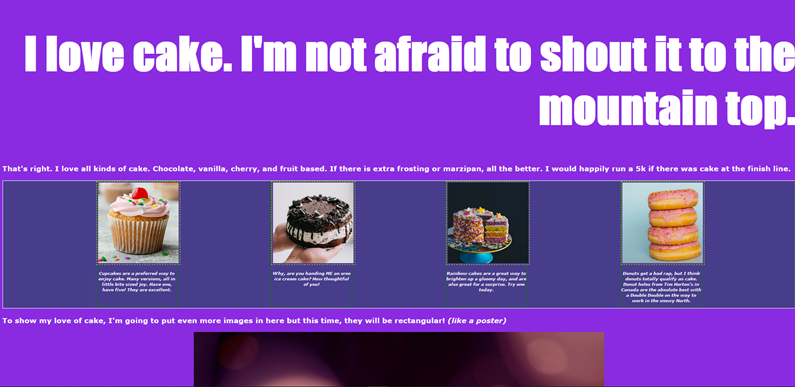 I love cake. I'm not afraid to shout it to the
mountain top.
That's right. I love all kinds of cake. Chocolate, vanilla, cherry, and fruit based. If there is extra frosting or marzipan, all the better. I would happily run a 5k if there was cake at the finish line.
Cupcakes are a preferred way to
enjoy cake. Many versions, all in
little bite sized joy. Have one,
have five! They are excellent.
Why, are you handing ME an oreo
ice cream cake? How thoughtful
of you!
Rainbow cakes are a great way to
brighten up a gloomy day, and are
also great for a surprise. Try one
today.
Donuts get a bad rap, but I think
donuts totally qualify as cake.
Donut holes from Tim Horton's in
Canada are the absolute best with
a Double Double on the way to
work in the snowy North.
To show my love of cake, I'm going to put even more images in here but this time, they will be rectangular! (like a poster)